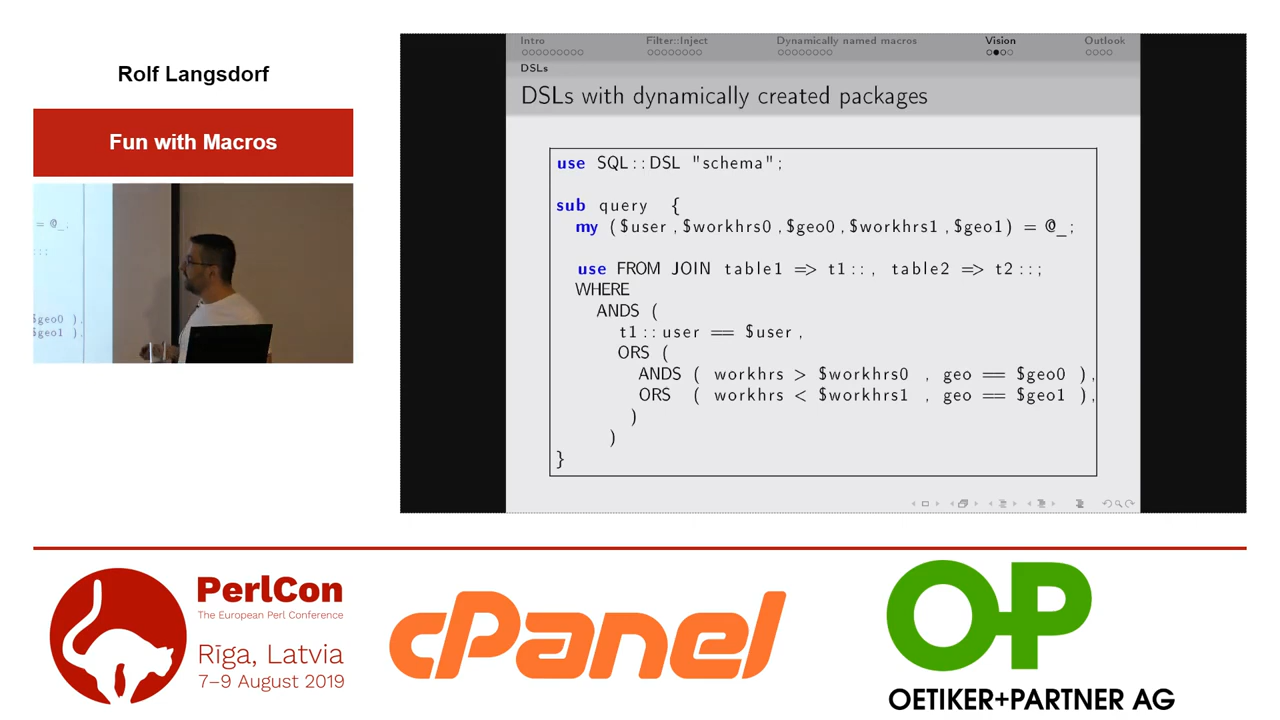 Rolf Langsdorf
Fun with Macros
= @_;
:::
$geo0 ),
$geo1 ).
Intro Filter::Inject Dynamically named macros Vision Outlook
DSLs
DSLs with dynamically created packages
use SQL::DSL "schema";
sub query {
my ($user,$workhrs0,$geo0,$workhrs1,$geo1) = @_;
use FROM JOIN table1 => t1::, table2 => t2::;
WHERE
ANDS (
t1::user == $user,
ORS (
ANDS ( workhrs > $workhrs0 , geo == $geo0 ),
ORS ( workhrs < $workhrs1 , geo == $geo1 ),
)
)
}
PerlCon
The European Perl Conference
Rīga, Latvia
7–9 August 2019
cPanel
O+P
OETIKER+PARTNER AG